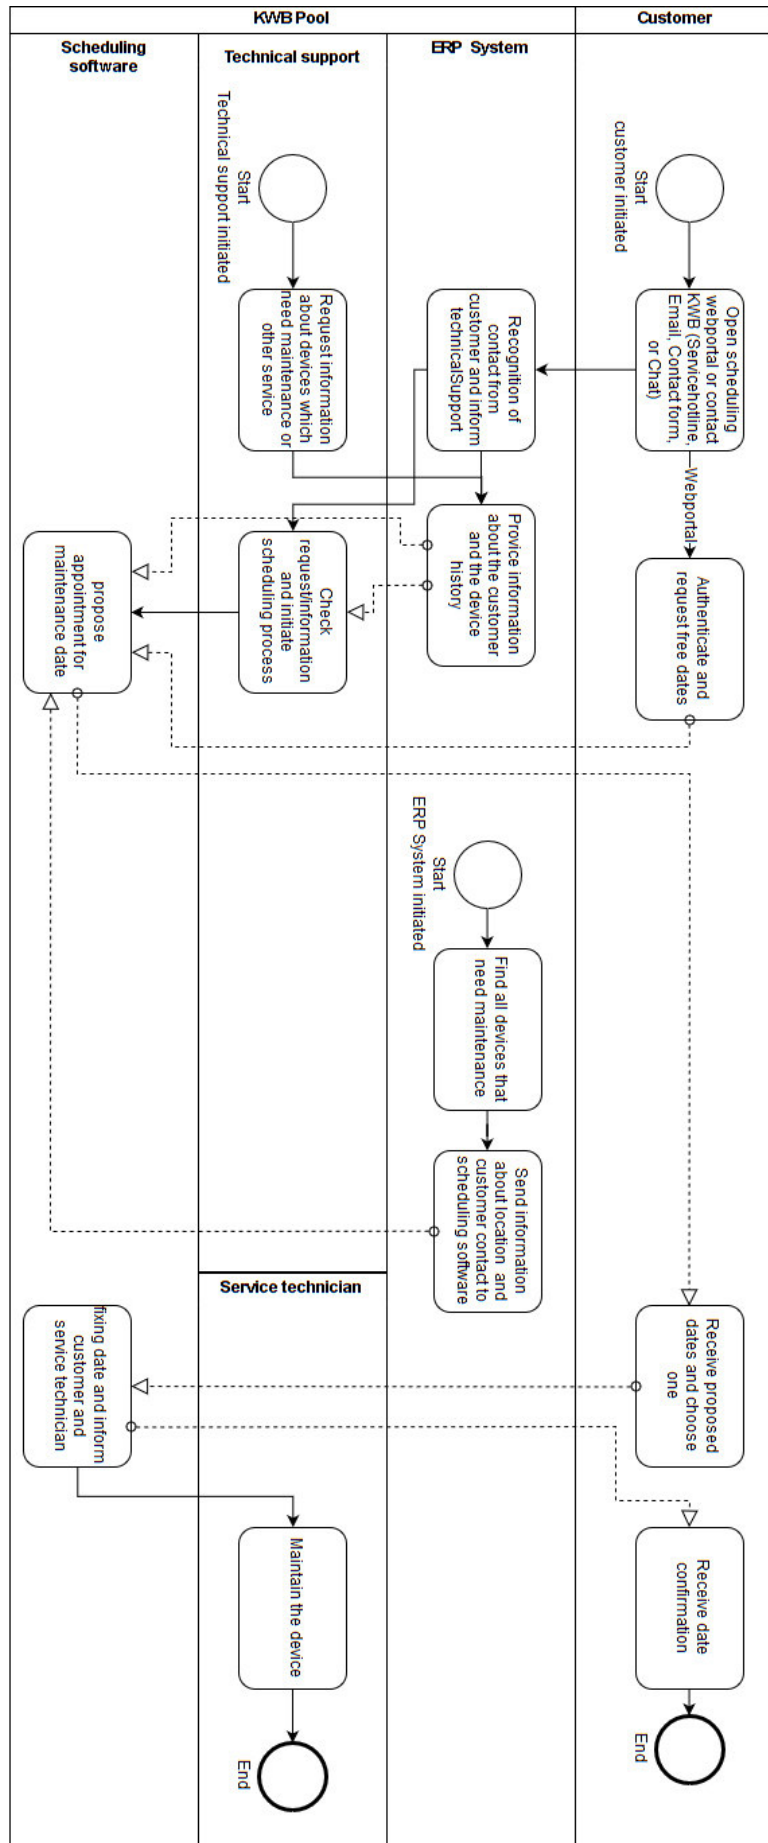 KWB Pool
Customer
Scheduling
software
Technical support
ERP System
Start
Technical support initiated
Start
customer initiated
Request information
about devices which
need maintenance or
other service
Recognition of
contact from
customer and inform
technicalSupport
Open scheduling
webportal or contact
KWB (Servicehotline,
Email, Contact form,
or Chat)
Webportal
propose
appointment for
maintenance date
Check
request/information
and initiate
scheduling process
Provice information
about the customer
and the device
history
Authenticate and
request free dates
Start
ERP System initiated
Find all devices that
need maintenance
Send information
about location and
customer contact to
scheduling software
Service technician
fixing date and inform
customer and
service technician
Receive proposed
dates and choose
one
Maintain the device
Receive date
confirmation
End
End